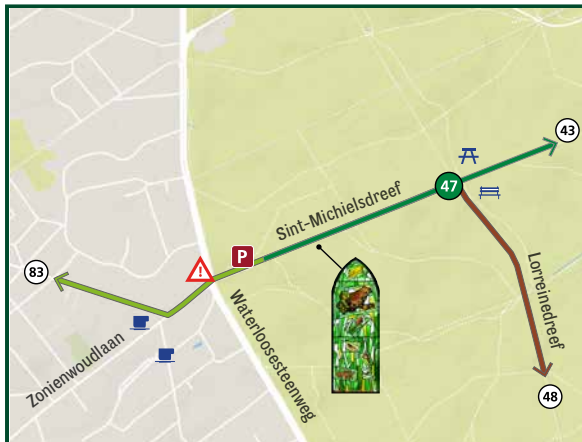 43
47
Sint-Michielsdreef
P
!
83
Lorreinedreef
Waterloosesteenweg
Zonienwoudlaan
48